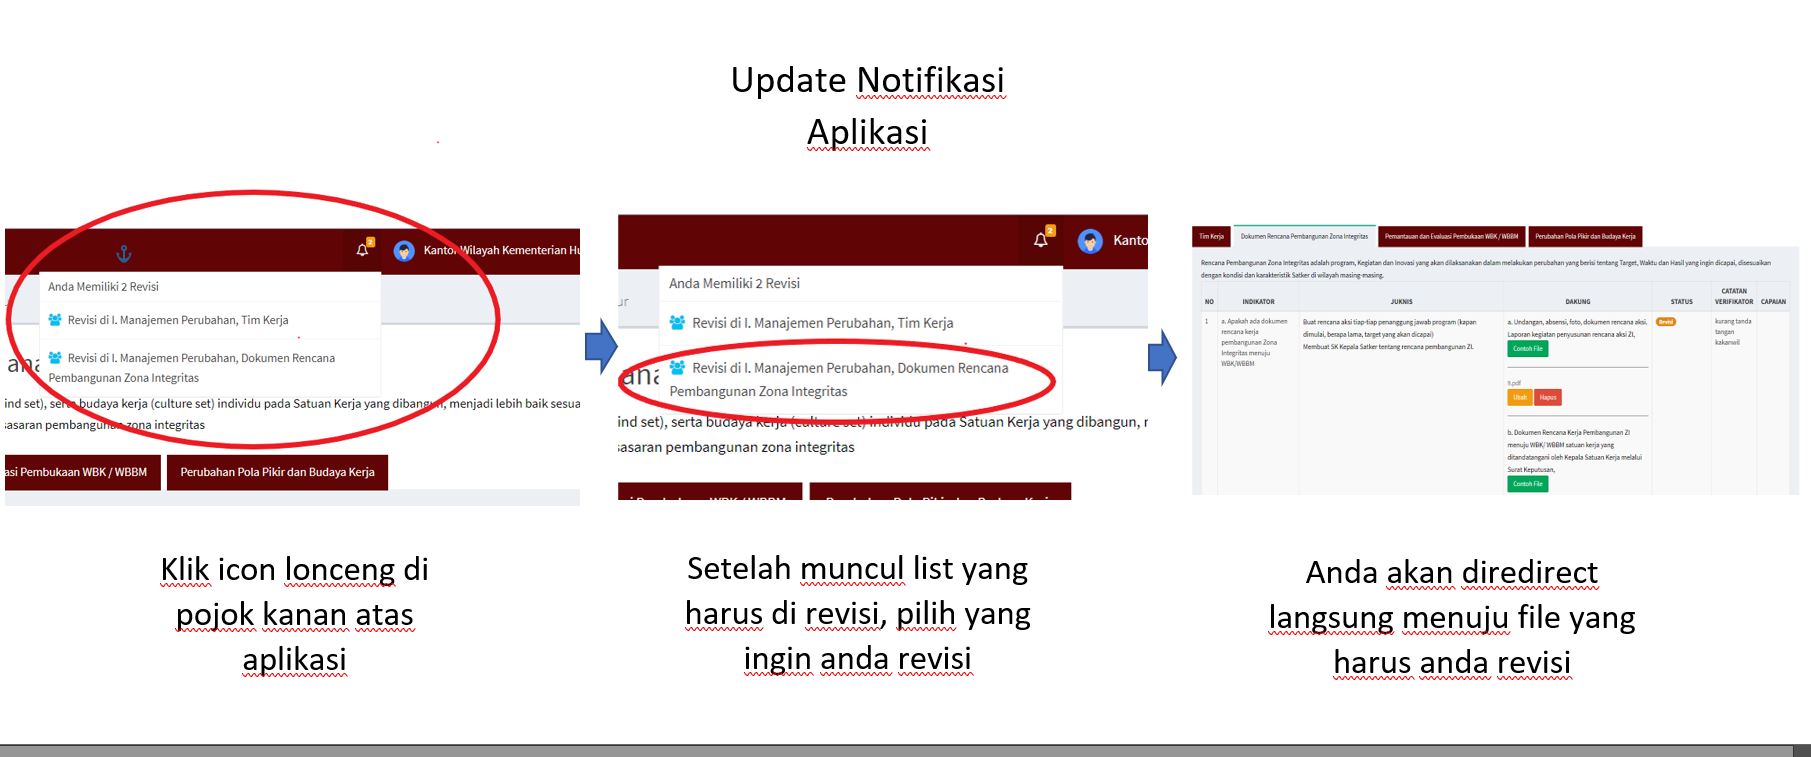 Update Notifikasi
Aplikasi
2
Kantor Wilayah Kementerian Hu
Anda Memiliki 2 Revisi
Revisi di I. Manajemen Perubahan, Tim Kerja
Revisi di I. Manajemen Perubahan, Dokumen Rencana
Pembangunan Zona Integritas
ind set), serta budaya kerja (culture set) individu pada Satuan Kerja yang dibangun, menjadi lebih baik sesua
sasaran pembangunan zona integritas
asi Pembukaan WBK / WBBM
Perubahan Pola Pikir dan Budaya Kerja
Klik icon lonceng di
pojok kanan atas
aplikasi
2
Kanto
Anda Memiliki 2 Revisi
ur
Revisi di I. Manajemen Perubahan, Tim Kerja
Revisi di I. Manajemen Perubahan, Dokumen Rencana
Pembangunan Zona Integritas
ind set), serta budaya kerja (culture set) individu pada Satuan Kerja yang dibangun, r
sasaran pembangunan zona integritas
Setelah muncul list yang
harus di revisi, pilih yang
ingin anda revisi
Tim Kerja
Dokumen Rencana Pembangunan Zona Integritas
Pemantauan dan Evaluasi Pembukaan WBK / WBBM
Perubahan Pola Pikir dan Budaya Kerja
Rencana Pembangunan Zona Integritas adalah program, Kegiatan dan Inovasi yang akan dilaksanakan dalam melakukan perubahan yang berisi tentang Target, Waktu dan Hasil yang ingin dicapai, disesuaikan
dengan kondisi dan karakteristik Satker di wilayah masing-masing.
NO
INDIKATOR
JUKNIS
DAKUNG
STATUS
CATATAN
VERIFIKATOR
CAPAIAN
1
a. Apakah ada dokumen
rencana kerja
pembangunan Zona
Integritas menuju
WBK/WBBM
Buat rencana aksi tiap-tiap penanggung jawab program (kapan
dimulai, berapa lama, target yang akan dicapai)
Membuat SK Kepala Satker tentang rencana pembangunan ZI.
a. Undangan, absensi, foto, dokumen rencana aksi.
Laporan kegiatan penyusunan rencana aksi ZI,
Contoh File
9.pdf
Ubah
Hapus
b. Dokumen Rencana Kerja Pembangunan ZI
menuju WBK/ WBBM satuan kerja yang
ditandatangani oleh Kepala Satuan Kerja melalui
Surat Keputusan,
Contoh File
Revisi
kurang tanda
tangan
kakanwil
Anda akan diredirect
langsung menuju file yang
harus anda revisi